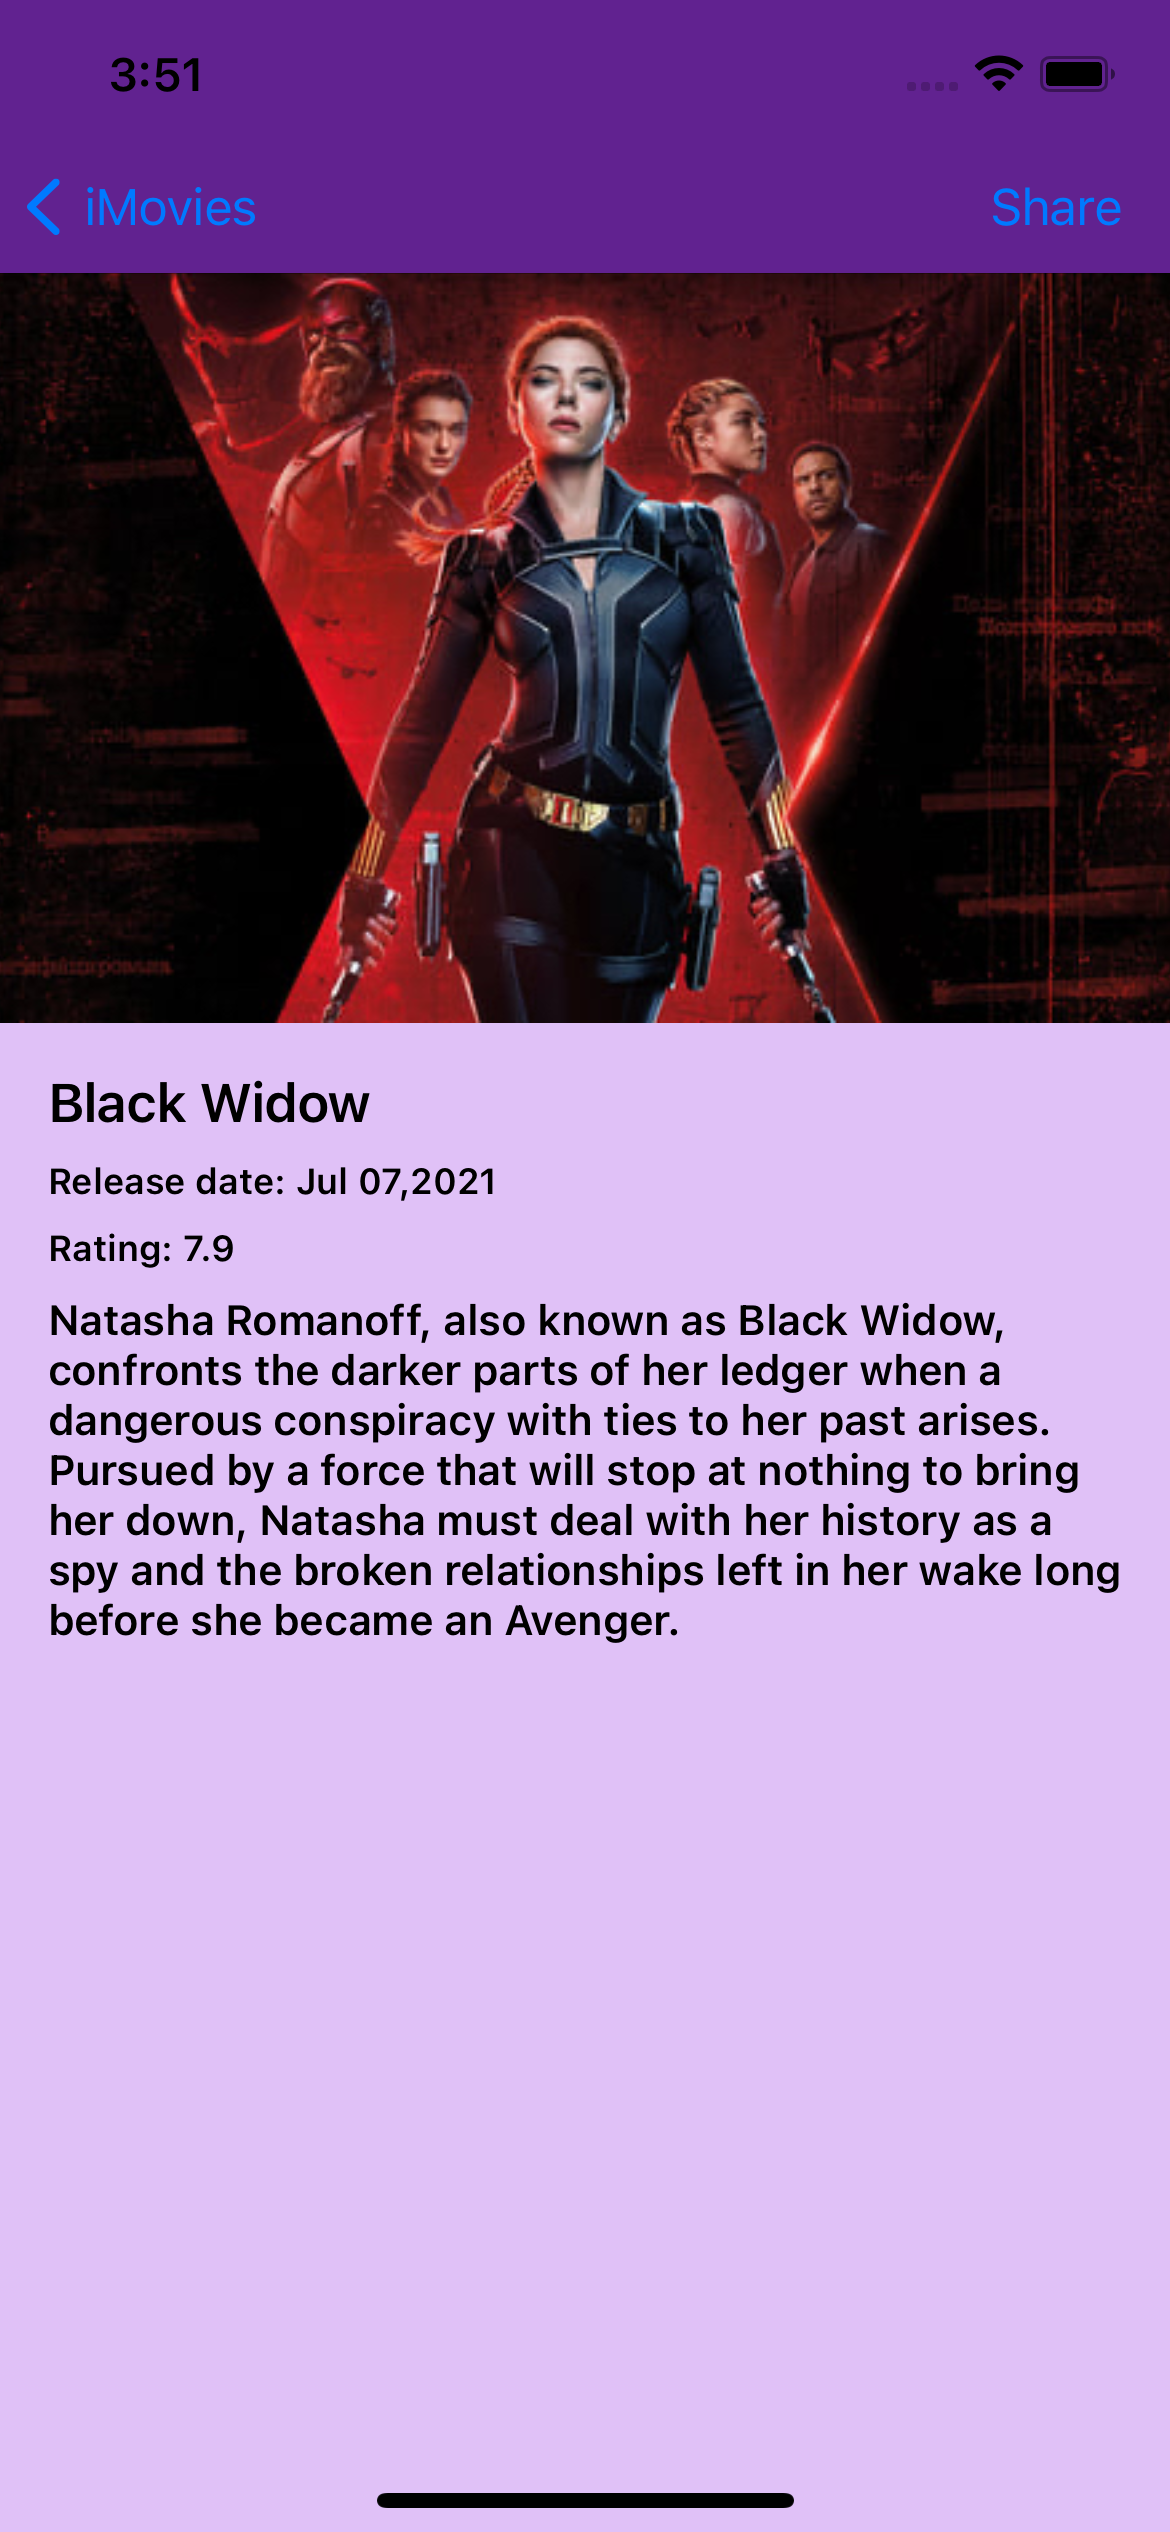 3:51
iMovies
Share
Black Widow
Release date: Jul 07,2021
Rating: 7.9
Natasha Romanoff, also known as Black Widow,
confronts the darker parts of her ledger when a
dangerous conspiracy with ties to her past arises.
Pursued by a force that will stop at nothing to bring
her down, Natasha must deal with her history as a
spy and the broken relationships left in her wake long
before she became an Avenger.